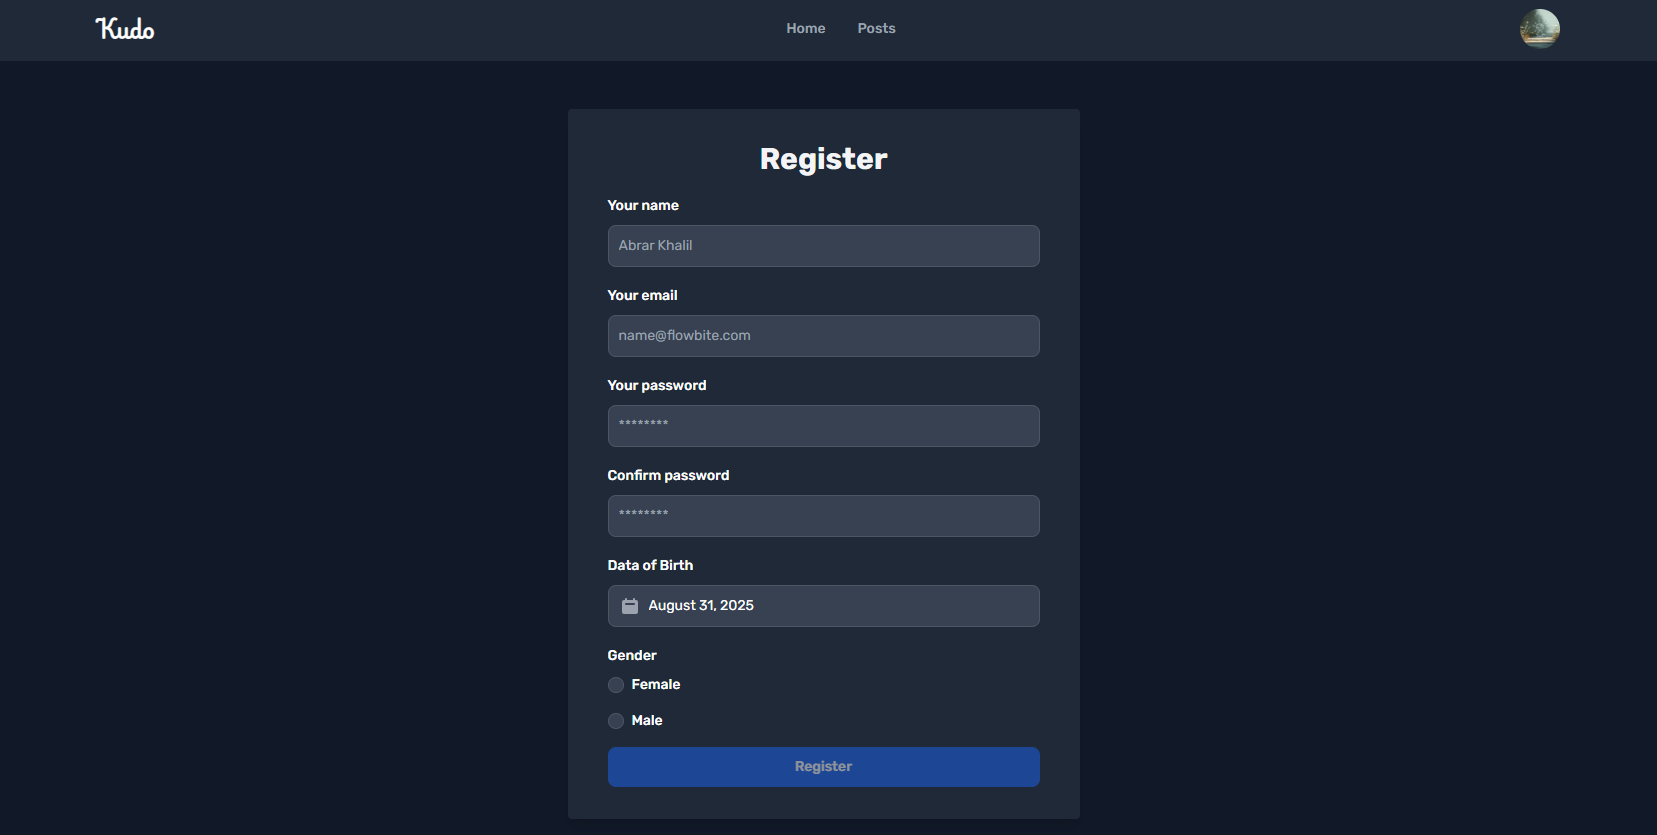 Kudo
Home
Posts
Register
Your name
Abrar Khalil
Your email
name@flowbite.com
Your password
********
Confirm password
********
Data of Birth
August 31, 2025
Gender
Female
Male
Register